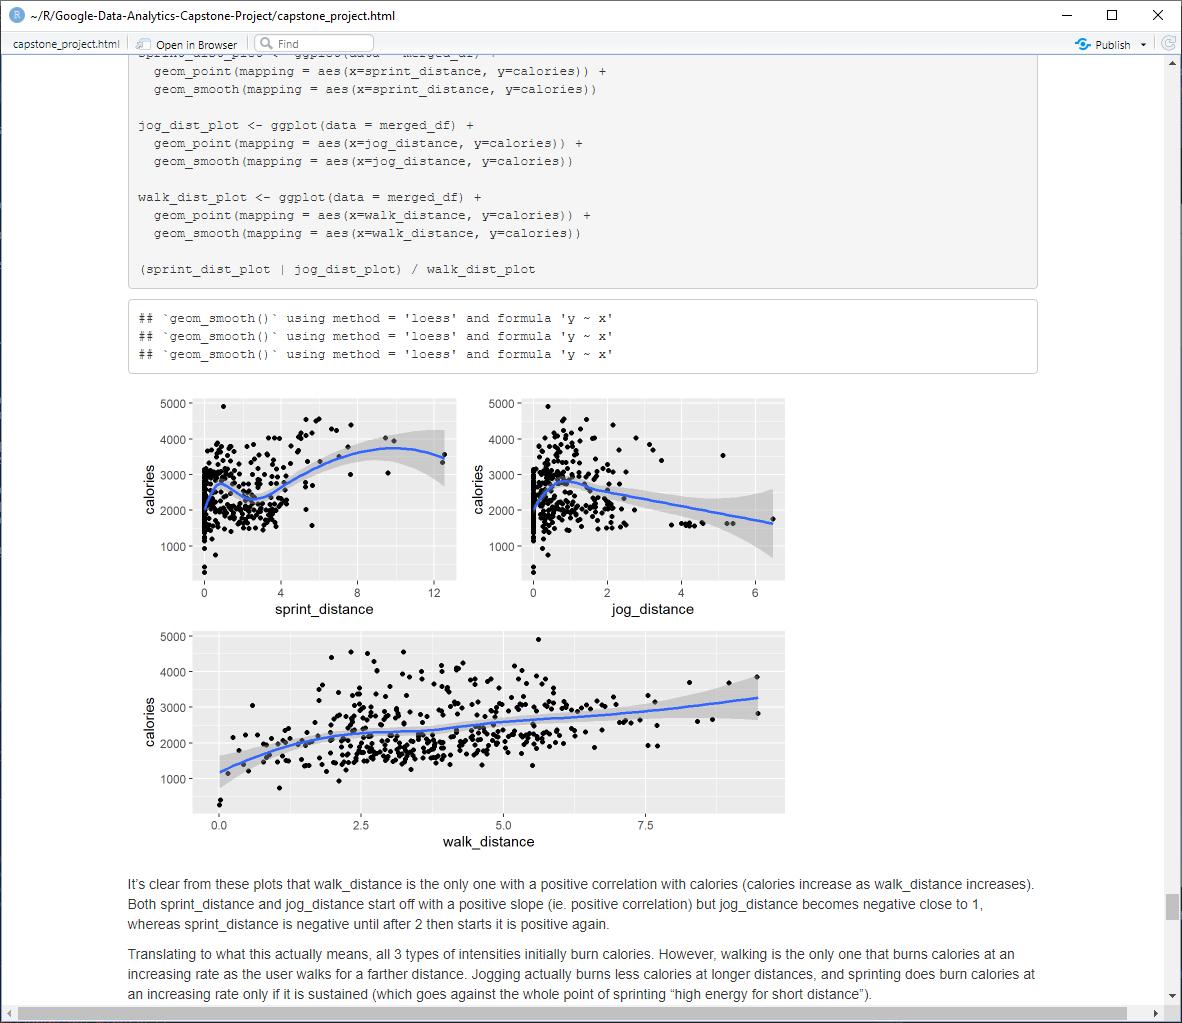 ~/R/Google-Data-Analytics-Capstone-Project/capstone_project.html
capstone_project.html Open in Browser Find Publish
sprint_dist_plot <- ggplot(data = merged_df) +
  geom_point(mapping = aes(x=sprint_distance, y=calories)) +
  geom_smooth(mapping = aes(x=sprint_distance, y=calories))
jog_dist_plot <- ggplot(data = merged_df) +
  geom_point(mapping = aes(x=jog_distance, y=calories)) +
  geom_smooth(mapping = aes(x=jog_distance, y=calories))
walk_dist_plot <- ggplot(data = merged_df) +
  geom_point(mapping = aes(x=walk_distance, y=calories)) +
  geom_smooth(mapping = aes(x=walk_distance, y=calories))
(sprint_dist_plot | jog_dist_plot) / walk_dist_plot
## `geom_smooth()` using method = 'loess' and formula 'y ~ x'
## `geom_smooth()` using method = 'loess' and formula 'y ~ x'
## `geom_smooth()` using method = 'loess' and formula 'y ~ x'
5000
4000
3000
2000
1000
calories
0 4 8 12
sprint_distance
5000
4000
3000
2000
1000
calories
0 2 4 6
jog_distance
5000
4000
3000
2000
1000
calories
0.0 2.5 5.0 7.5
walk_distance
It's clear from these plots that walk_distance is the only one with a positive correlation with calories (calories increase as walk_distance increases).
Both sprint_distance and jog_distance start off with a positive slope (ie. positive correlation) but jog_distance becomes negative close to 1,
whereas sprint_distance is negative until after 2 then starts it is positive again.
Translating to what this actually means, all 3 types of intensities initially burn calories. However, walking is the only one that burns calories at an
increasing rate as the user walks for a farther distance. Jogging actually burns less calories at longer distances, and sprinting does burn calories at
an increasing rate only if it is sustained (which goes against the whole point of sprinting “high energy for short distance”).